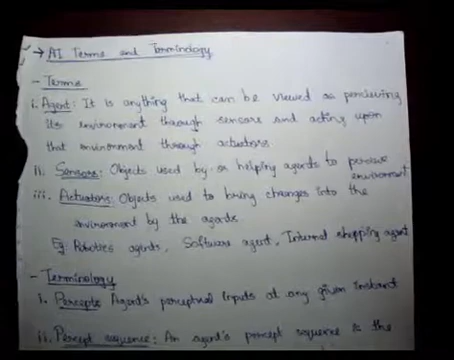 → AI Terms and Terminology
- Terms
i. Agent: It is anything that can be viewed as perceiving
its environment through sensors and acting upon
that environment through actuators
ii. Sensors: Objects used by or helping agents to perceive
environment
iii. Actuators: Objects used to bring changes into the
environment by the agents
Eg: Robotics agents, Software agent, Internet shopping agent
- Terminology
i. Percept: Agent's perceptual inputs at any given instant
ii. Percept sequence: An agent's percept sequence is the